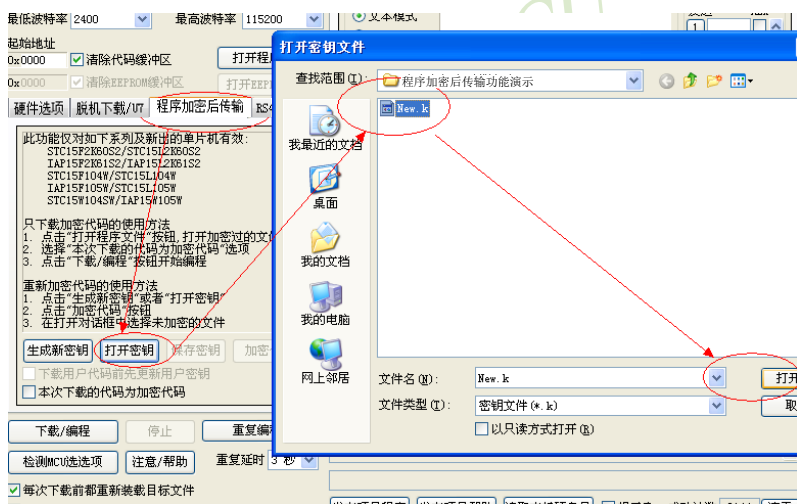 最低波特率 2400 最高波特率 115200
文本模式
起始地址
0x0000 清除代码缓冲区 打开程
0x0000 清除EEPROM缓冲区 打开EEP
硬件选项 脱机下载/U7 程序加密后传输 RS4
此功能仅对如下系列及新出的单片机有效:
STC15F2K60S2/STC15L2K60S2
IAP15F2K61S2/IAP15L2K61S2
STC15F104W/STC15L104W
IAP15F105W/STC15L105W
STC15W104SW/IAP15W105W
只下载加密代码的使用方法
1. 点击"打开程序文件"按钮,打开加密过的文
2. 选择"本次下载的代码为加密代码"选项
3. 点击"下载/编程"按钮开始编程
重新加密代码的使用方法
1. 点击"生成新密钥"或者"打开密钥"
2. 点击"加密代码"按钮
3. 在打开对话框中选择未加密的文件
生成新密钥 打开密钥 保存密钥 加密
下载用户代码前先更新用户密钥
本次下载的代码为加密代码
下载/编程 停止 重复编
检测MCU选项 注意/帮助 重复延时 3 秒
每次下载前都重新装载目标文件
打开密钥文件
查找范围(I): 程序加密后传输功能演示
New.k
我最近的文档
桌面
我的文档
我的电脑
网上邻居
文件名(N): New.k 打开
文件类型(T): 密钥文件(*.k) 取
以只读方式打开(R)